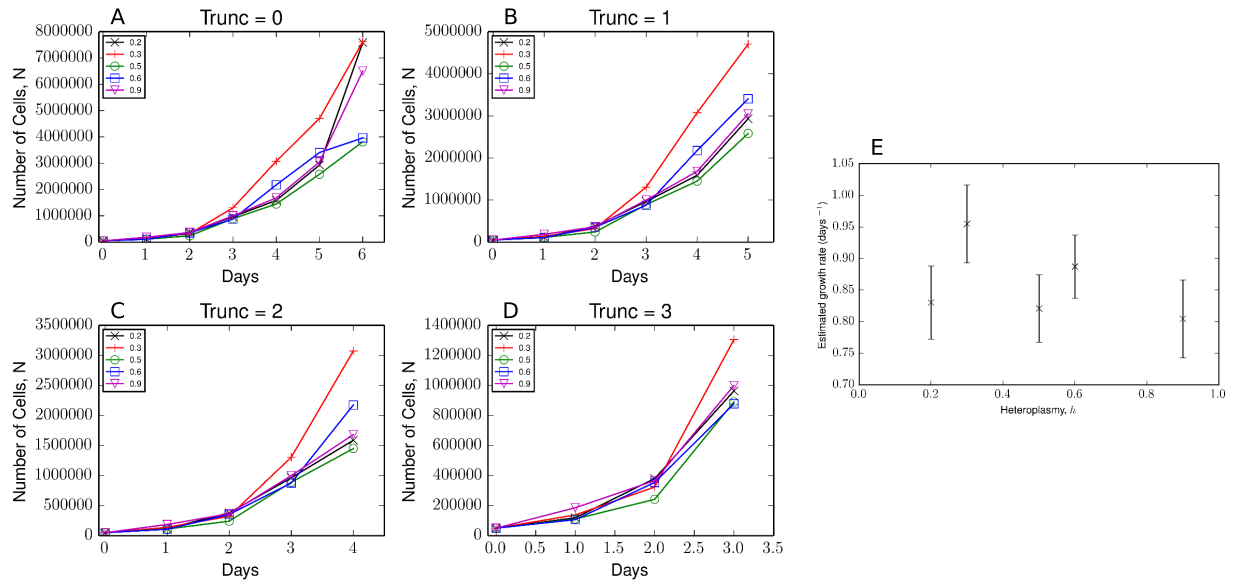 A Trunc = 0
8000000
7000000
6000000
5000000
4000000
3000000
2000000
1000000
0
0.2
0.3
0.5
0.6
0.9
Number of Cells, N
0 1 2 3 4 5 6
Days
B Trunc = 1
5000000
4000000
3000000
2000000
1000000
0
0.2
0.3
0.5
0.6
0.9
Number of Cells, N
0 1 2 3 4 5
Days
C Trunc = 2
3500000
3000000
2500000
2000000
1500000
1000000
500000
0
0.2
0.3
0.5
0.6
0.9
Number of Cells, N
0 1 2 3 4
Days
D Trunc = 3
1400000
1200000
1000000
800000
600000
400000
200000
0
0.2
0.3
0.5
0.6
0.9
Number of Cells, N
0.0 0.5 1.0 1.5 2.0 2.5 3.0 3.5
Days
E
1.05
1.00
0.95
0.90
0.85
0.80
0.75
0.70
Estimated growth rate (days⁻¹)
0.0 0.2 0.4 0.6 0.8 1.0
Heteroplasmy, h